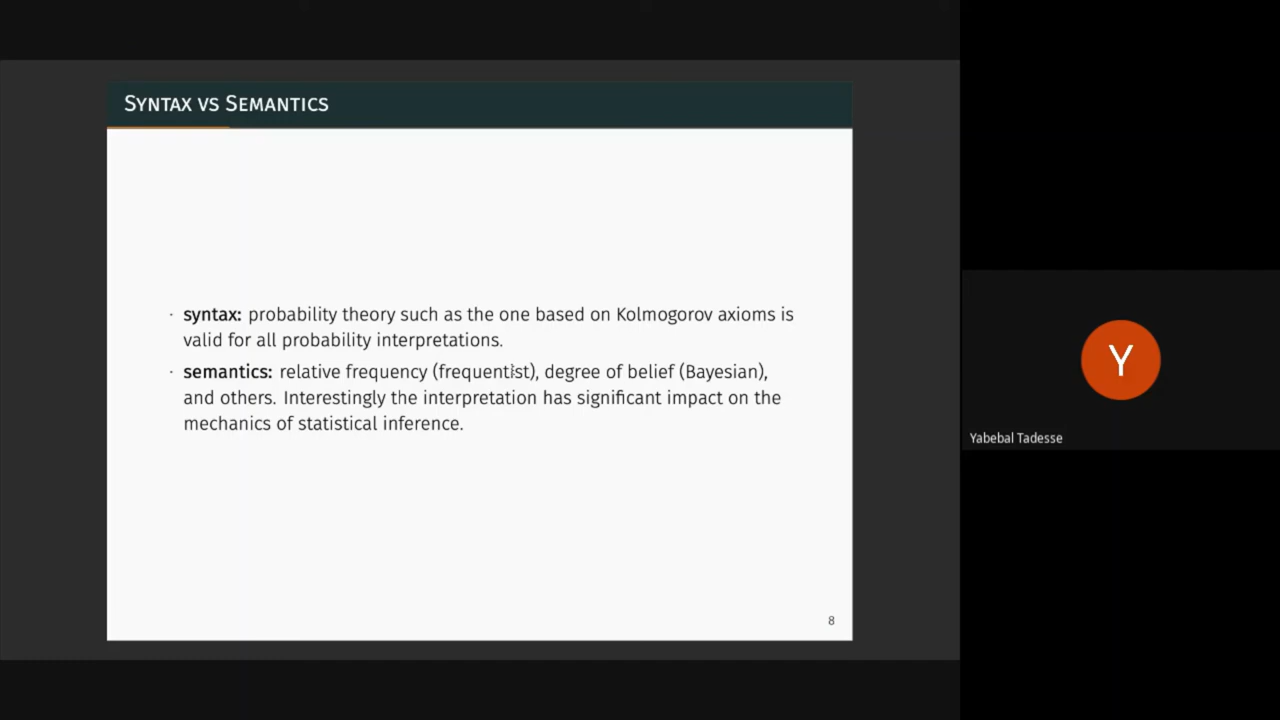 Syntax vs Semantics
· syntax: probability theory such as the one based on Kolmogorov axioms is
valid for all probability interpretations.
· semantics: relative frequency (frequentist), degree of belief (Bayesian),
and others. Interestingly the interpretation has significant impact on the
mechanics of statistical inference.
8
Y
Yabebal Tadesse